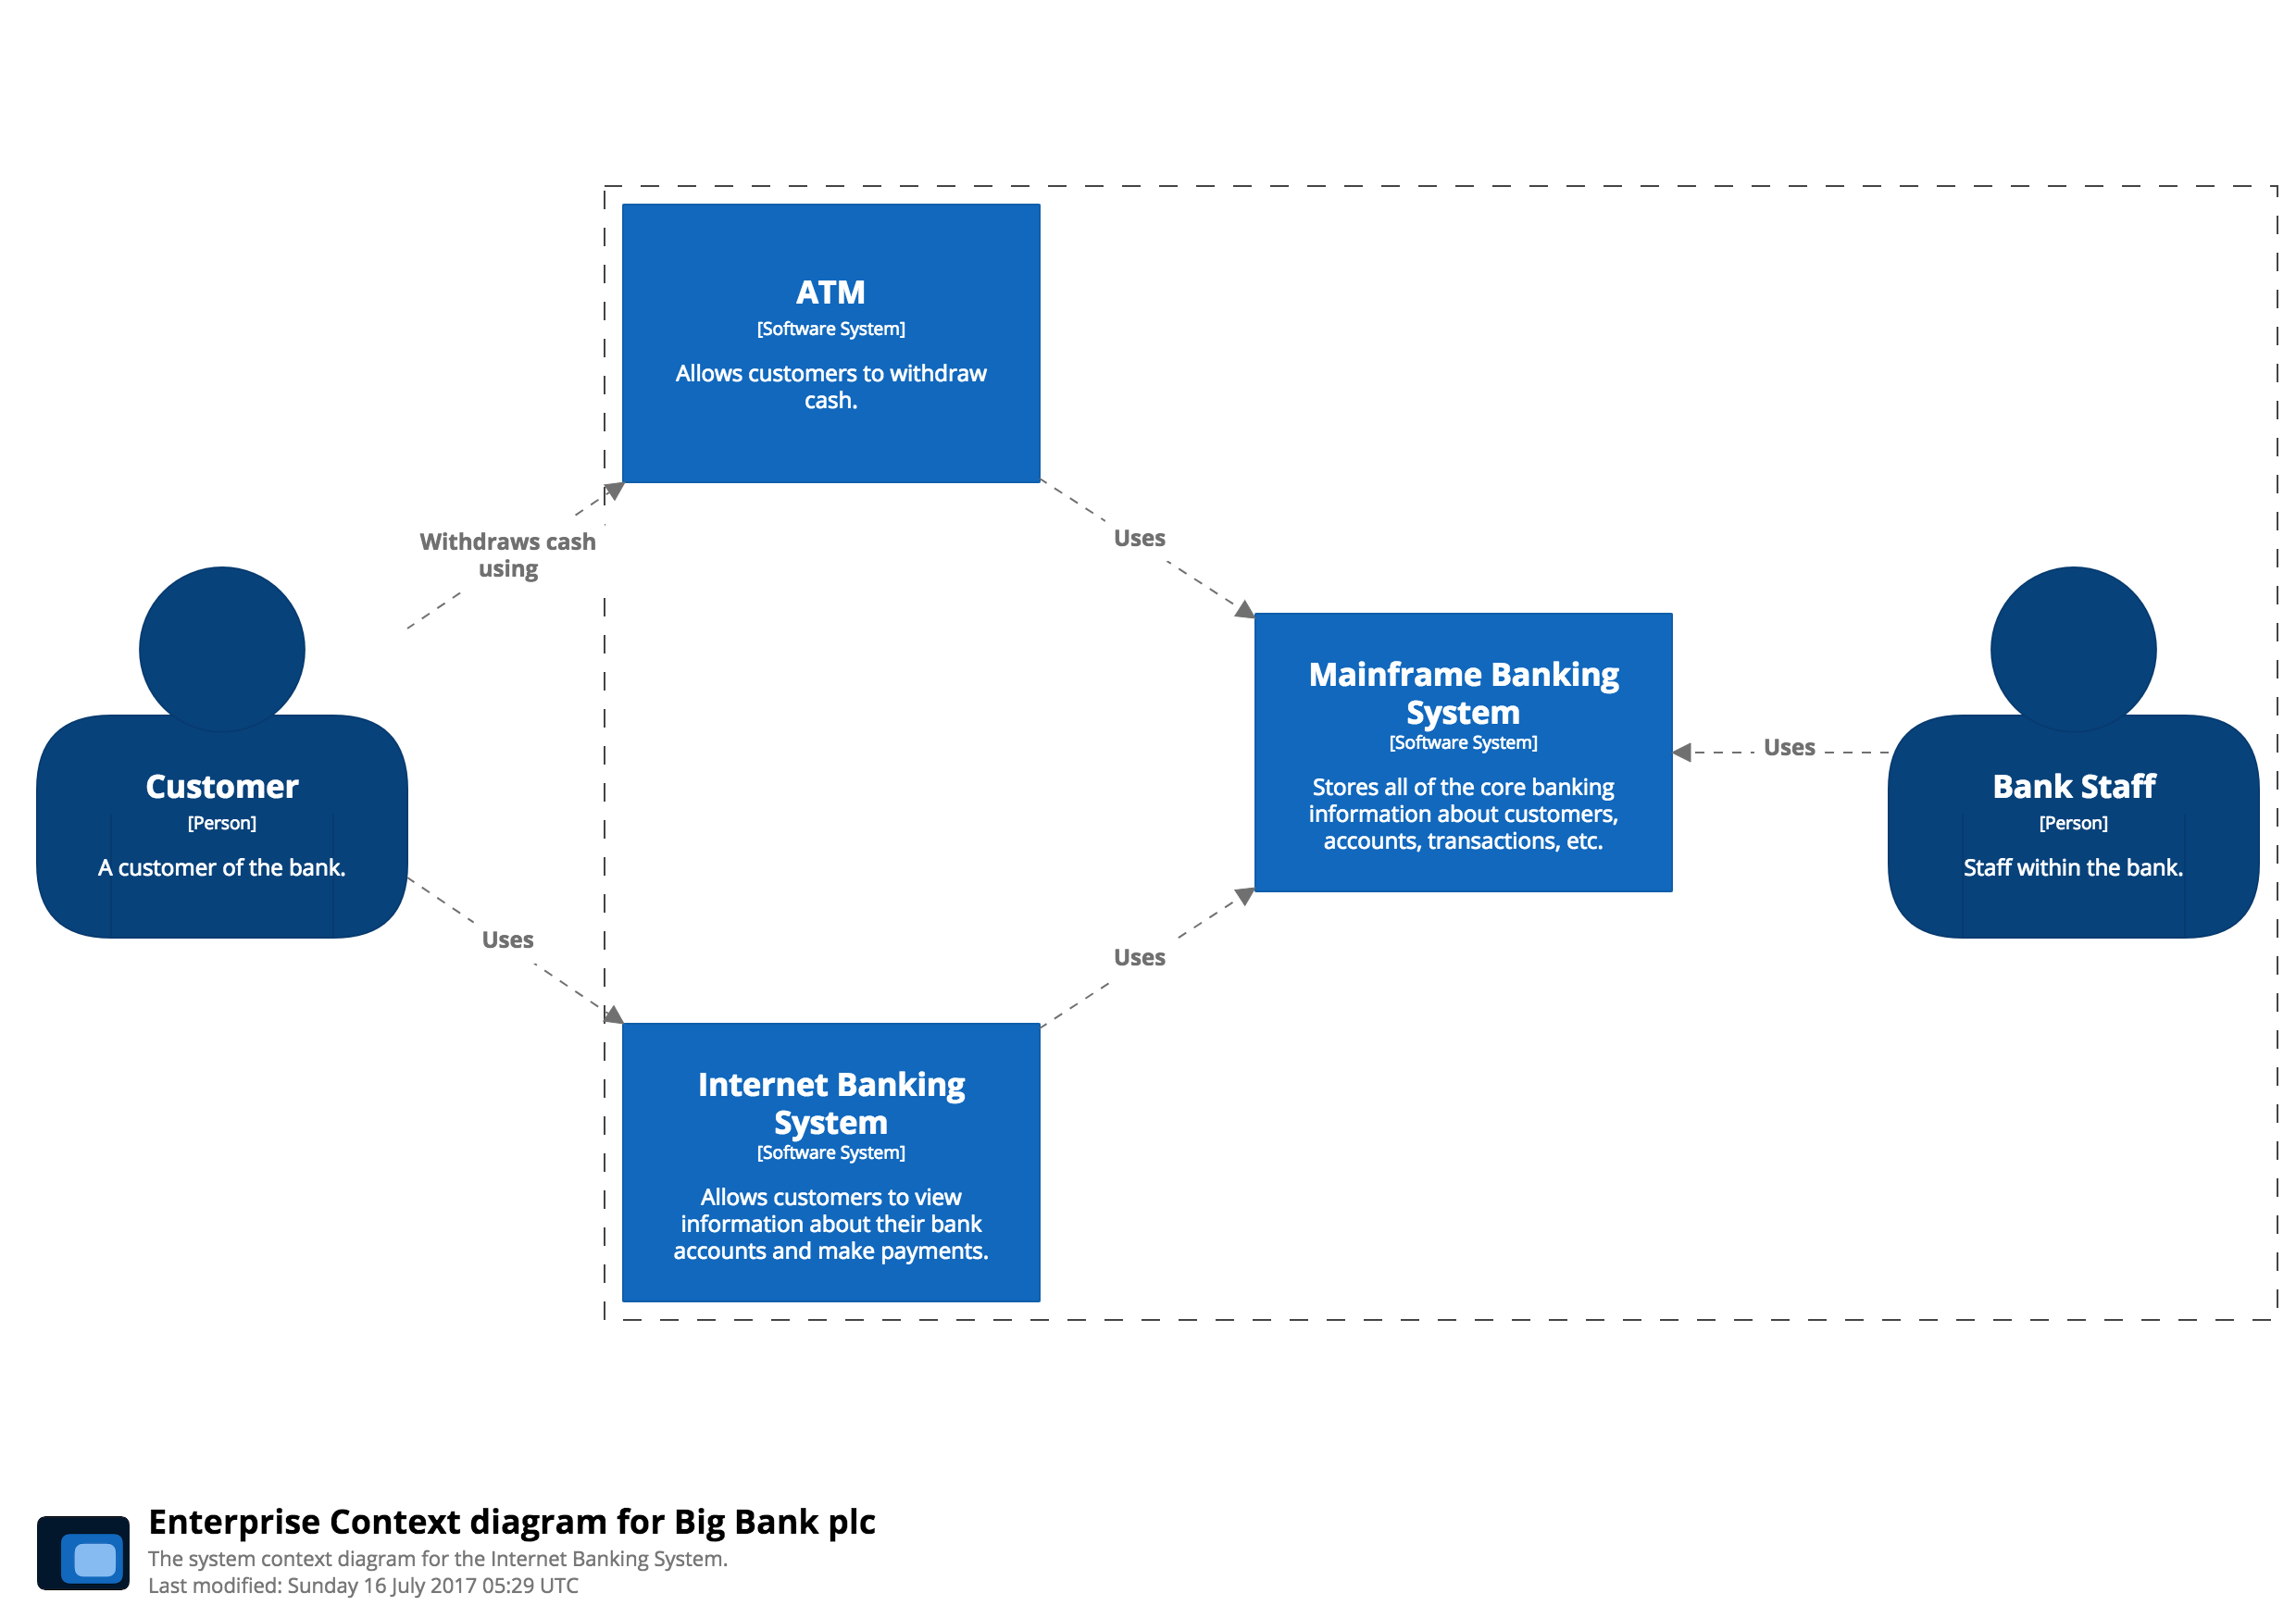 ATM
[Software System]
Allows customers to withdraw
cash.
Withdraws cash
using
Uses
Mainframe Banking
System
[Software System]
Stores all of the core banking
information about customers,
accounts, transactions, etc.
Uses
Customer
[Person]
A customer of the bank.
Bank Staff
[Person]
Staff within the bank.
Uses
Uses
Internet Banking
System
[Software System]
Allows customers to view
information about their bank
accounts and make payments.
Enterprise Context diagram for Big Bank plc
The system context diagram for the Internet Banking System.
Last modified: Sunday 16 July 2017 05:29 UTC